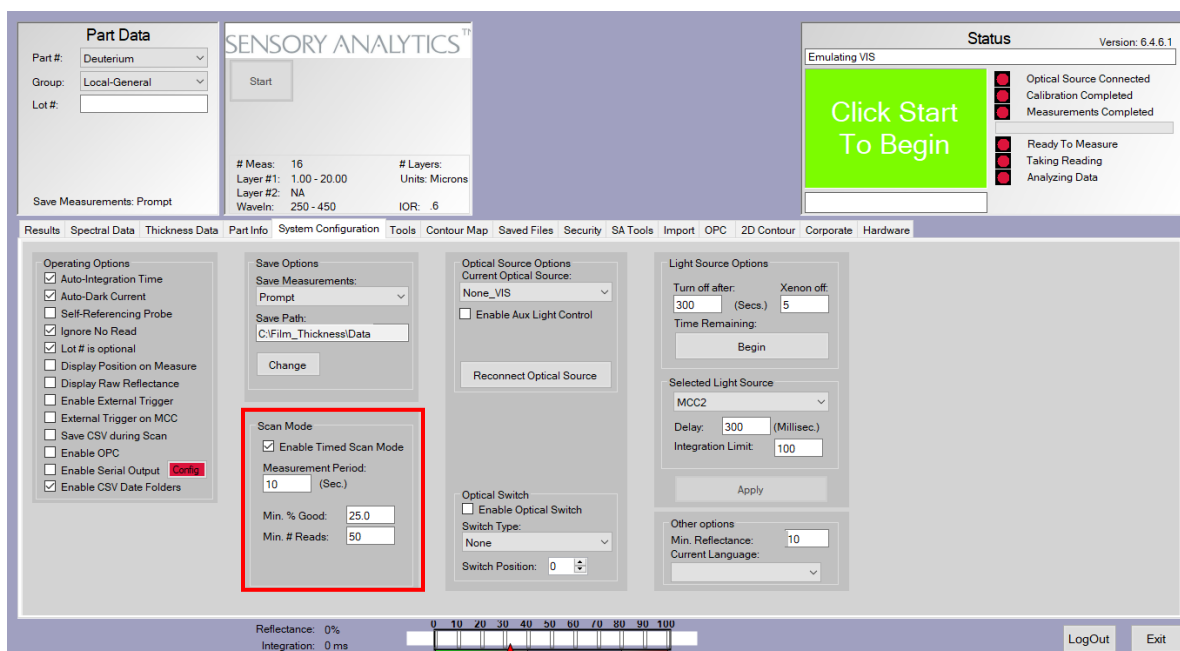 Part Data
Part #: Deuterium
Group: Local-General
Lot #:
Save Measurements: Prompt
SENSORY ANALYTICS™
Start
# Meas: 16 # Layers:
Layer #1: 1.00 - 20.00 Units: Microns
Layer #2: NA
Waveln: 250 - 450 IOR: .6
Status Version: 6.4.6.1
Emulating VIS
Click Start
To Begin
Optical Source Connected
Calibration Completed
Measurements Completed
Ready To Measure
Taking Reading
Analyzing Data
Results Spectral Data Thickness Data Part Info System Configuration Tools Contour Map Saved Files Security SA Tools Import OPC 2D Contour Corporate Hardware
Operating Options
Auto-Integration Time
Auto-Dark Current
Self-Referencing Probe
Ignore No Read
Lot # is optional
Display Position on Measure
Display Raw Reflectance
Enable External Trigger
External Trigger on MCC
Save CSV during Scan
Enable OPC
Enable Serial Output Config
Enable CSV Date Folders
Save Options
Save Measurements:
Prompt
Save Path:
C:\Film_Thickness\Data
Change
Scan Mode
Enable Timed Scan Mode
Measurement Period:
10 (Sec.)
Min. % Good: 25.0
Min. # Reads: 50
Optical Source Options
Current Optical Source:
None_VIS
Enable Aux Light Control
Reconnect Optical Source
Optical Switch
Enable Optical Switch
Switch Type:
None
Switch Position: 0
Light Source Options
Turn off after: Xenon off:
300 (Secs.) 5
Time Remaining:
Begin
Selected Light Source
MCC2
Delay: 300 (Millisec.)
Integration Limit: 100
Apply
Other options
Min. Reflectance: 10
Current Language:
Reflectance: 0%
Integration: 0 ms
0 10 20 30 40 50 60 70 80 90 100
LogOut Exit